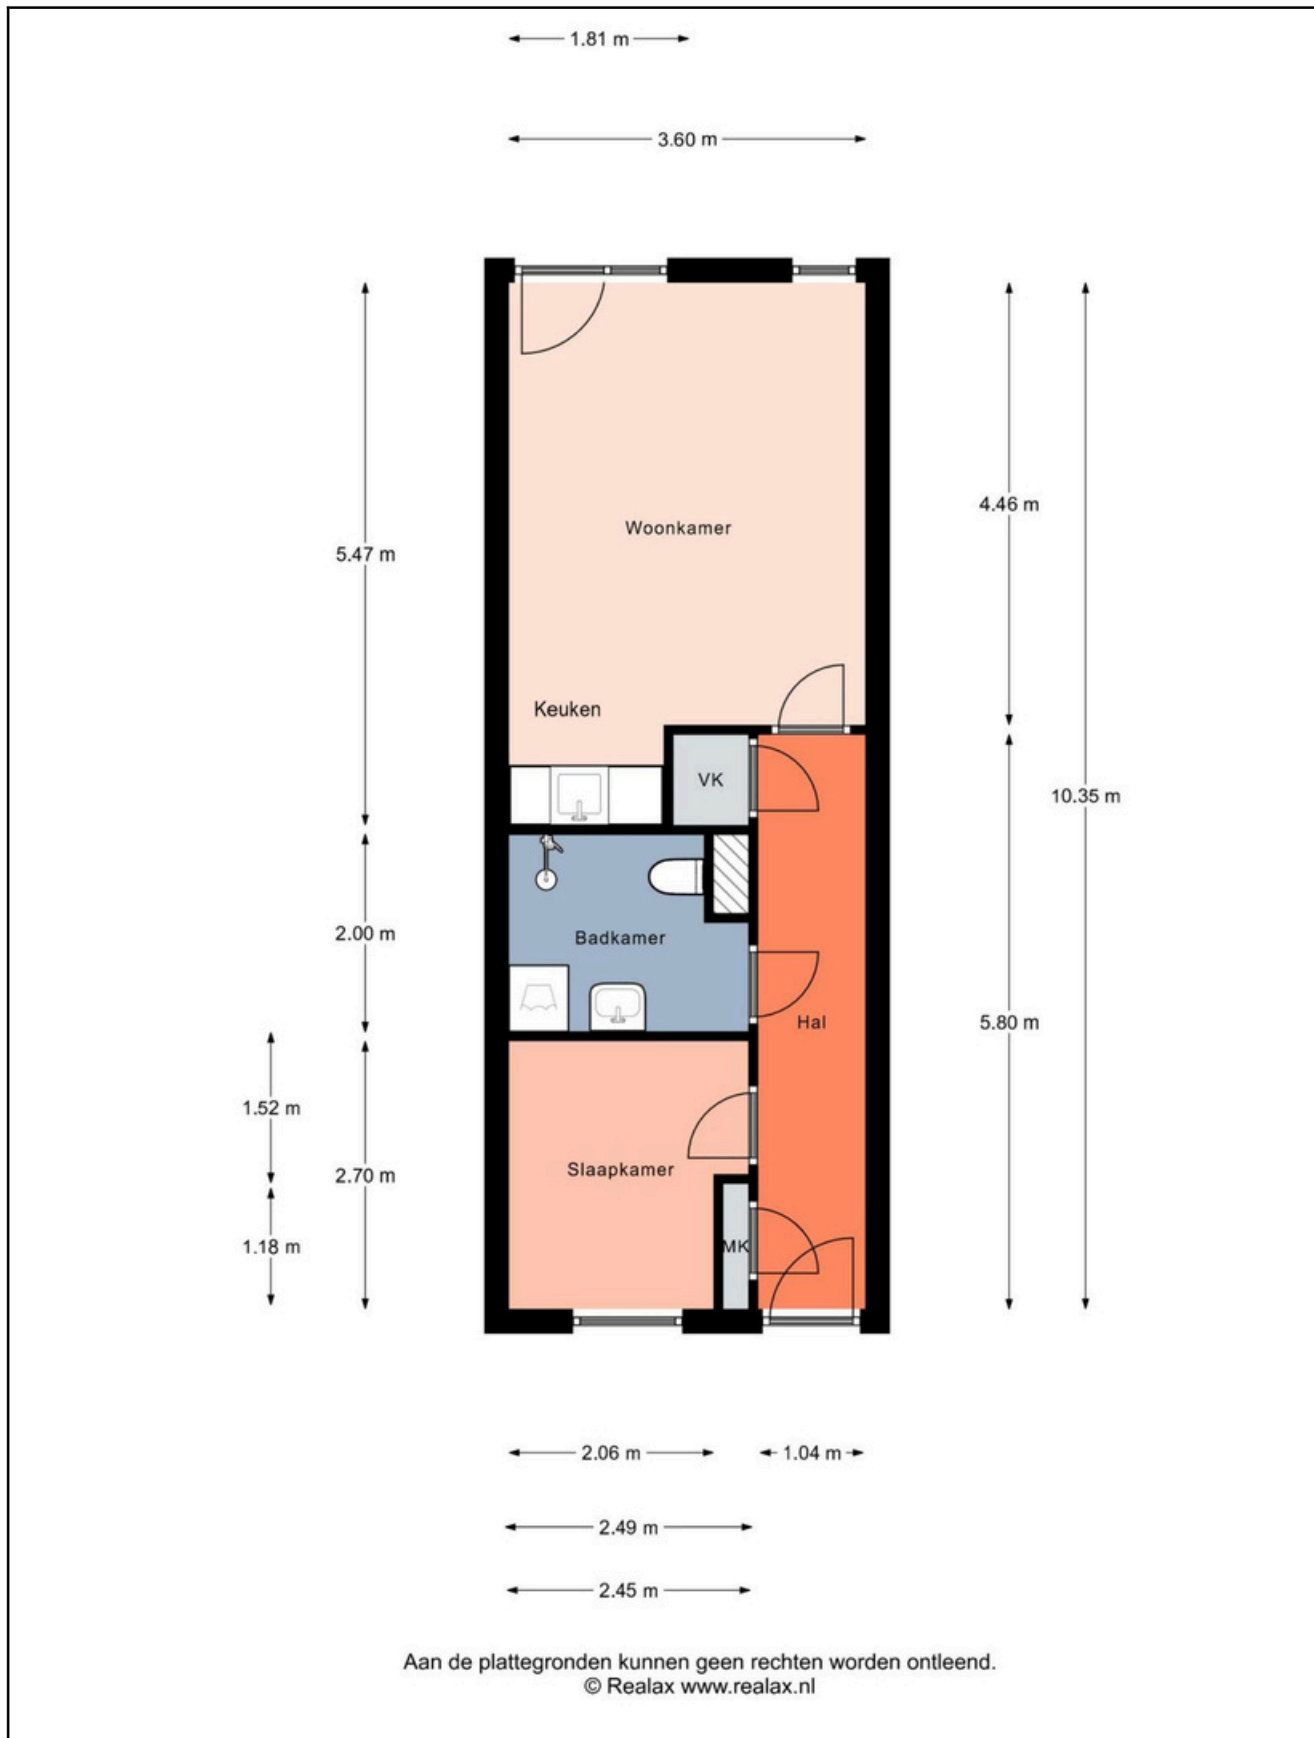 1.81 m
3.60 m
Woonkamer
4.46 m
5.47 m
Keuken
VK
10.35 m
Badkamer
2.00 m
Hal
5.80 m
1.52 m
Slaapkamer
2.70 m
MK
1.18 m
2.06 m
1.04 m
2.49 m
2.45 m
Aan de plattegronden kunnen geen rechten worden ontleend.
© Realax www.realax.nl